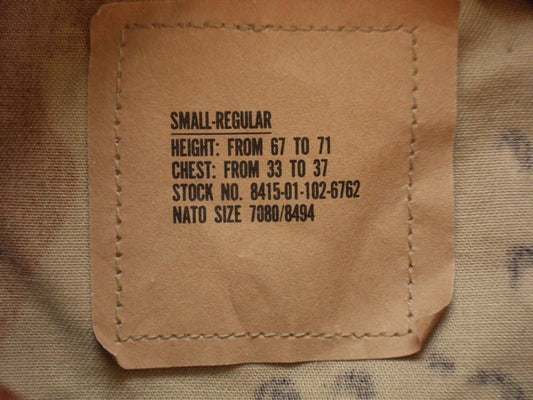 SMALL-REGULAR
HEIGHT: FROM 67 TO 71
CHEST: FROM 33 TO 37
STOCK NO. 8415-01-102-6762
NATO SIZE 7080/8494